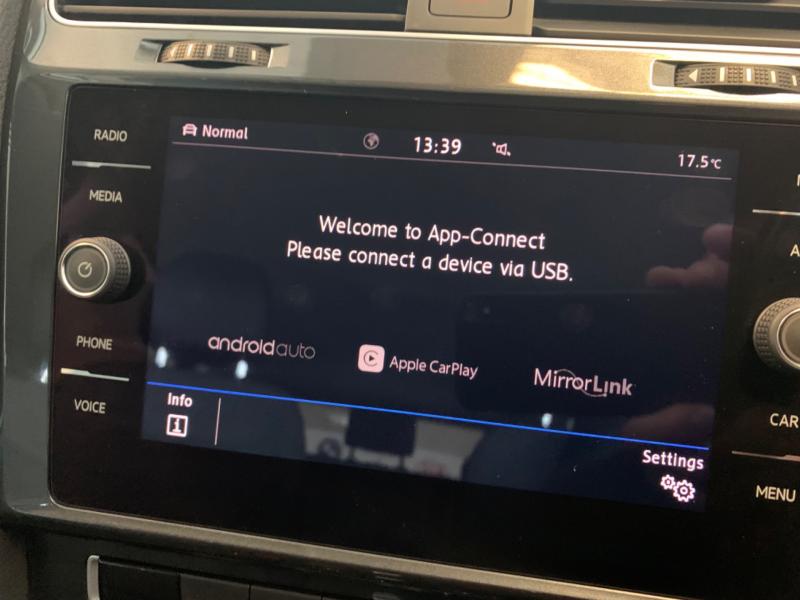 RADIO
MEDIA
PHONE
VOICE
Normal
13:39
17.5°C
Welcome to App-Connect
Please connect a device via USB.
androidauto
Apple CarPlay
MirrorLink
Info
Settings
CAR
MENU